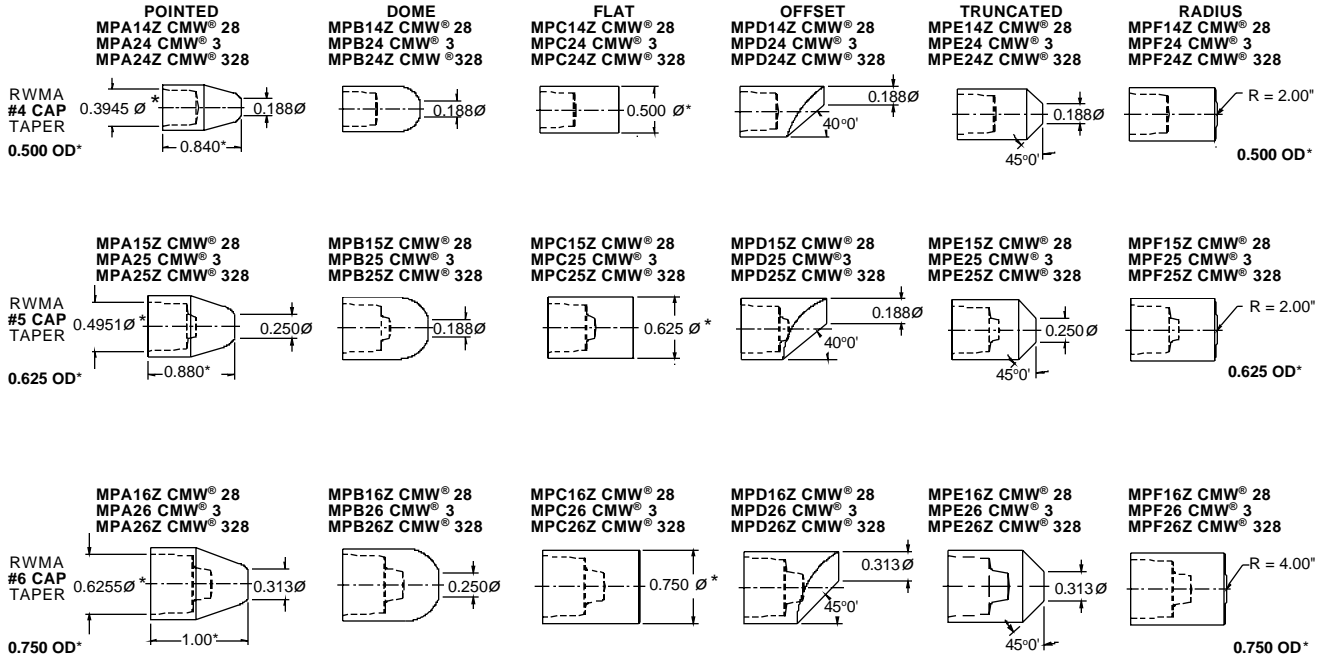 POINTED
MPA14Z CMW® 28
MPA24 CMW® 3
MPA24Z CMW® 328
DOME
MPB14Z CMW® 28
MPB24 CMW® 3
MPB24Z CMW® 328
FLAT
MPC14Z CMW® 28
MPC24 CMW® 3
MPC24Z CMW® 328
OFFSET
MPD14Z CMW® 28
MPD24 CMW® 3
MPD24Z CMW® 328
TRUNCATED
MPE14Z CMW® 28
MPE24 CMW® 3
MPE24Z CMW® 328
RADIUS
MPF14Z CMW® 28
MPF24 CMW® 3
MPF24Z CMW® 328
RWMA
#4 CAP
TAPER
0.500 OD*
0.3945 Ø *
0.188Ø
0.840*
0.188Ø
0.500 Ø*
0.188Ø
40º0'
0.188Ø
45º0'
R = 2.00"
0.500 OD*
MPA15Z CMW® 28
MPA25 CMW® 3
MPA25Z CMW® 328
MPB15Z CMW® 28
MPB25 CMW® 3
MPB25Z CMW® 328
MPC15Z CMW® 28
MPC25 CMW® 3
MPC25Z CMW® 328
MPD15Z CMW® 28
MPD25 CMW®3
MPD25Z CMW® 328
MPE15Z CMW® 28
MPE25 CMW® 3
MPE25Z CMW® 328
MPF15Z CMW® 28
MPF25 CMW® 3
MPF25Z CMW® 328
RWMA
#5 CAP
TAPER
0.625 OD*
0.4951Ø *
0.250Ø
0.880*
0.188Ø
0.625 Ø *
0.188Ø
40º0'
0.250Ø
45º0'
R = 2.00"
0.625 OD*
MPA16Z CMW® 28
MPA26 CMW® 3
MPA26Z CMW® 328
MPB16Z CMW® 28
MPB26 CMW® 3
MPB26Z CMW® 328
MPC16Z CMW® 28
MPC26 CMW® 3
MPC26Z CMW® 328
MPD16Z CMW® 28
MPD26 CMW® 3
MPD26Z CMW® 328
MPE16Z CMW® 28
MPE26 CMW® 3
MPE26Z CMW® 328
MPF16Z CMW® 28
MPF26 CMW® 3
MPF26Z CMW® 328
RWMA
#6 CAP
TAPER
0.750 OD*
0.6255Ø *
0.313Ø
1.00*
0.250Ø
0.750 Ø *
0.313Ø
45º0'
0.313Ø
45º0'
R = 4.00"
0.750 OD*